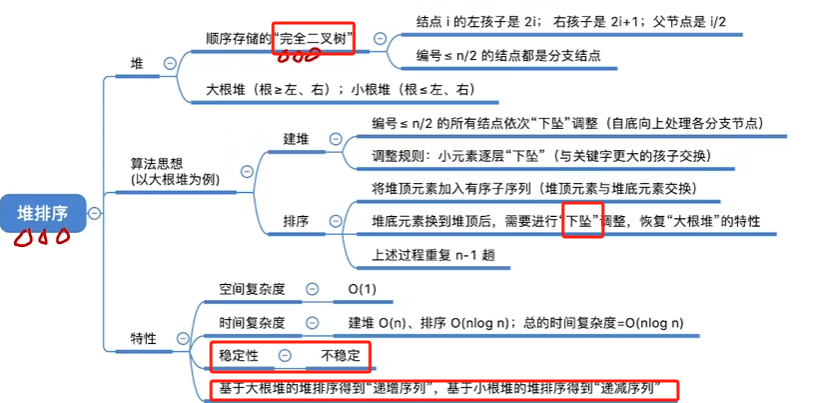 堆排序
堆
顺序存储的“完全二叉树”
结点 i 的左孩子是 2i； 右孩子是 2i+1；父节点是 i/2
编号≤ n/2 的结点都是分支结点
大根堆（根≥左、右）；小根堆（根≤左、右）
算法思想
(以大根堆为例)
建堆
编号≤ n/2 的所有结点依次“下坠”调整（自底向上处理各分支节点）
调整规则：小元素逐层“下坠”（与关键字更大的孩子交换）
排序
将堆顶元素加入有序子序列（堆顶元素与堆底元素交换）
堆底元素换到堆顶后，需要进行“下坠”调整，恢复“大根堆”的特性
上述过程重复 n-1 趟
特性
空间复杂度
O(1)
时间复杂度
建堆 O(n)、排序 O(nlog n)；总的时间复杂度=O(nlog n)
稳定性
不稳定
基于大根堆的堆排序得到“递增序列”，基于小根堆的堆排序得到“递减序列”